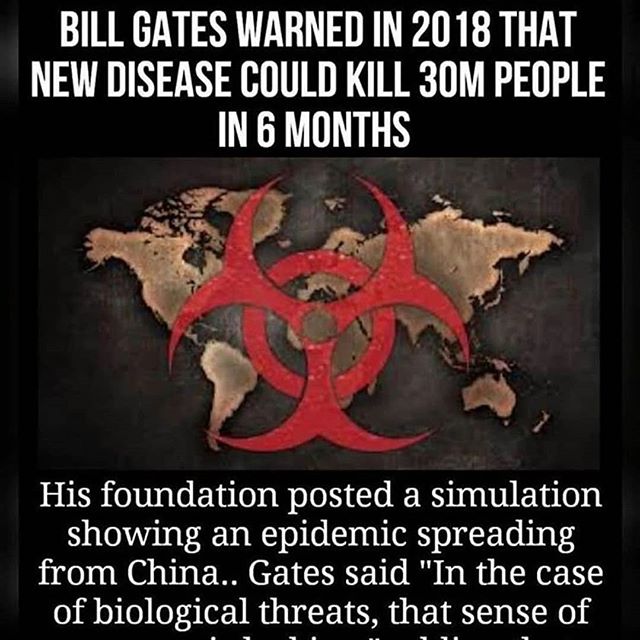 BILL GATES WARNED IN 2018 THAT
NEW DISEASE COULD KILL 30M PEOPLE
IN 6 MONTHS
His foundation posted a simulation
showing an epidemic spreading
from China.. Gates said "In the case
of biological threats, that sense of